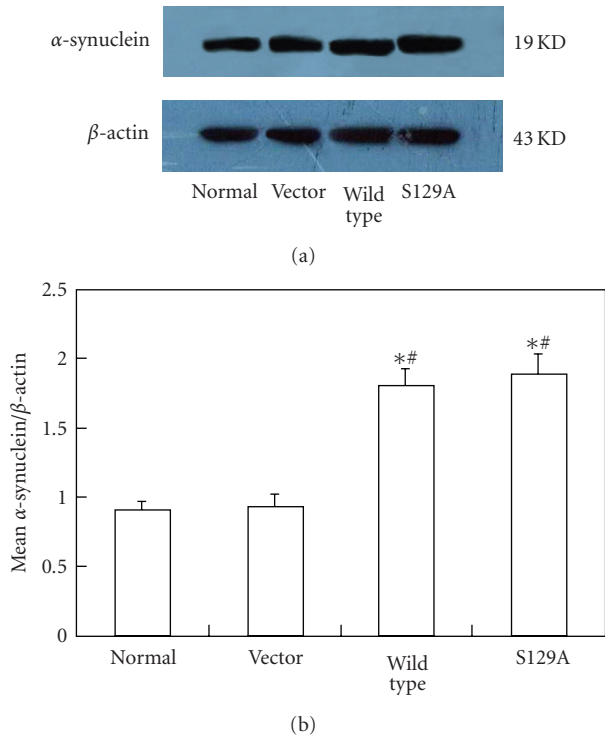 α-synuclein 19 KD
β-actin 43 KD
Normal Vector Wild type S129A
(a)
Mean α-synuclein/β-actin
2.5
2
1.5
1
0.5
0
*# *#
Normal Vector Wild type S129A
(b)